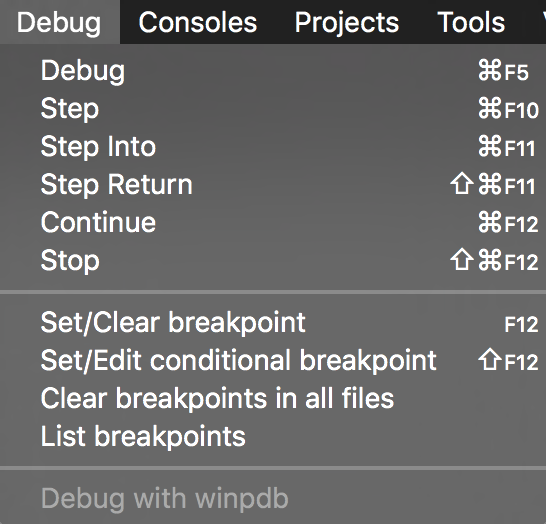 Debug Consoles Projects Tools
Debug ⌘F5
Step ⌘F10
Step Into ⌘F11
Step Return ⇧⌘F11
Continue ⌘F12
Stop ⇧⌘F12
Set/Clear breakpoint F12
Set/Edit conditional breakpoint ⇧F12
Clear breakpoints in all files
List breakpoints
Debug with winpdb